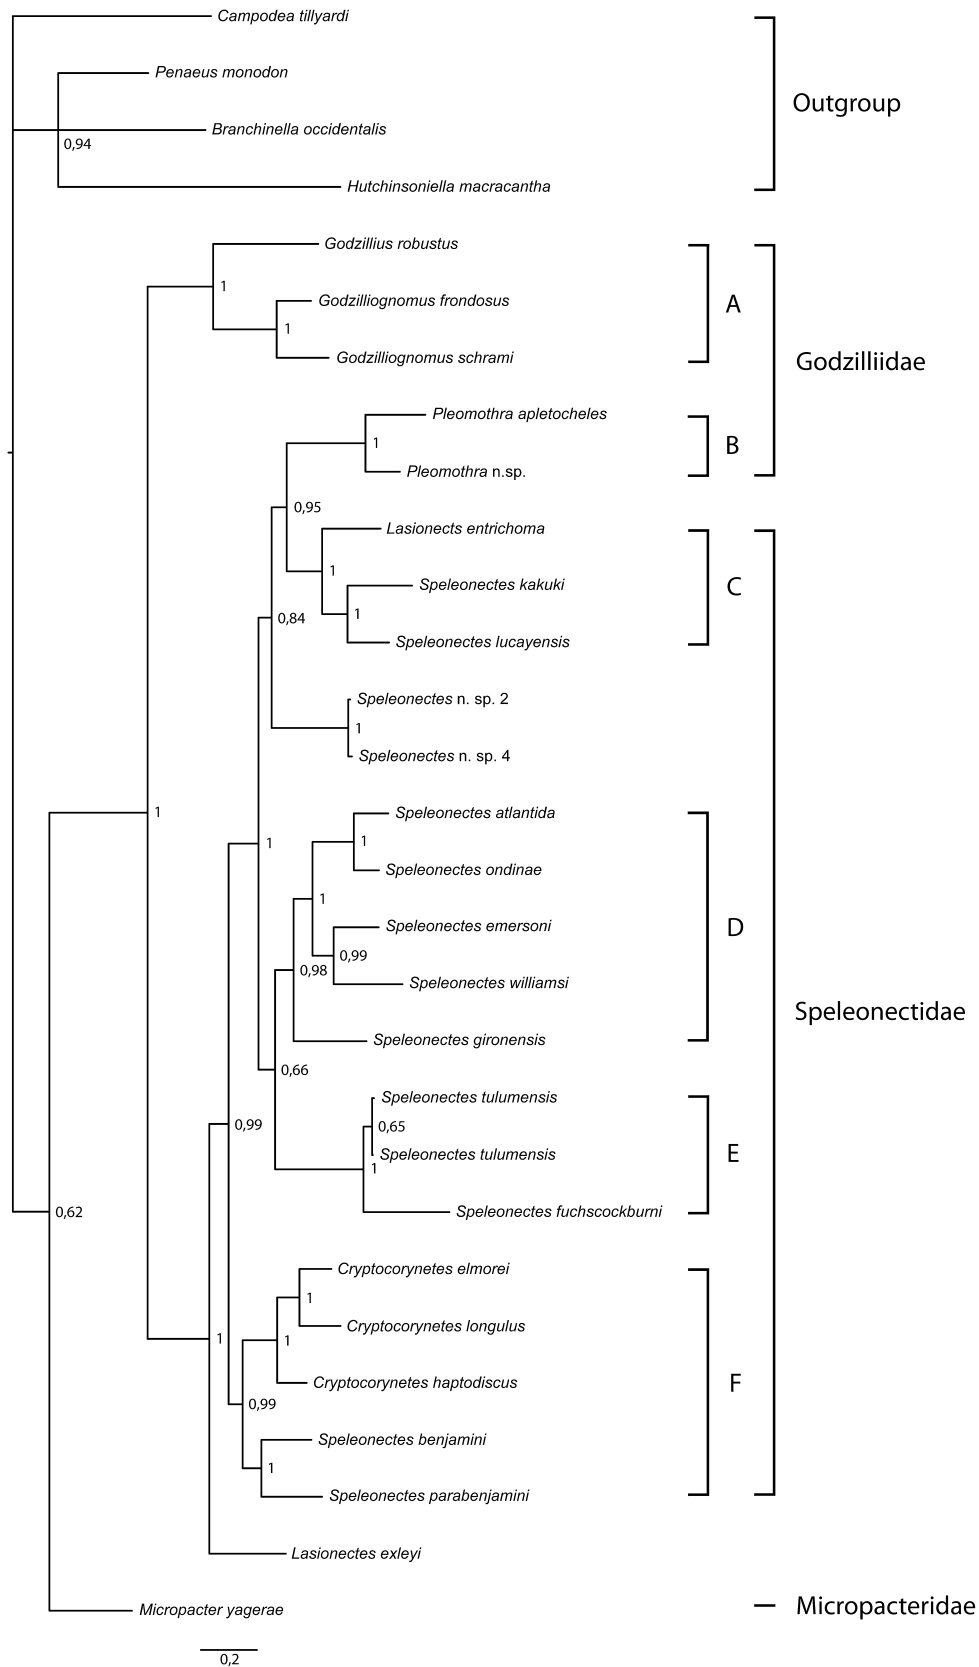 Campodea tillyardi
Penaeus monodon
Outgroup
Branchinella occidentalis
0,94
Hutchinsoniella macracantha
Godzillius robustus
1
Godzilliognomus frondosus
A
1
Godzilliognomus schrami
Godzilliidae
Pleomothra apletocheles
1
B
Pleomothra n.sp.
0,95
Lasionects entrichoma
1
Speleonectes kakuki
C
1
0,84
Speleonectes lucayensis
Speleonectes n. sp. 2
1
Speleonectes n. sp. 4
1
Speleonectes atlantida
1
1
Speleonectes ondinae
1
Speleonectes emersoni
D
0,99
0,98
Speleonectes williamsi
Speleonectidae
Speleonectes gironensis
0,66
Speleonectes tulumensis
0,99
0,65
Speleonectes tulumensis
E
1
0,62
Speleonectes fuchscockburni
Cryptocorynetes elmorei
1
Cryptocorynetes longulus
1
1
Cryptocorynetes haptodiscus
F
0,99
Speleonectes benjamini
1
Speleonectes parabenjamini
Lasionectes exleyi
Micropacter yagerae
Micropacteridae
0,2